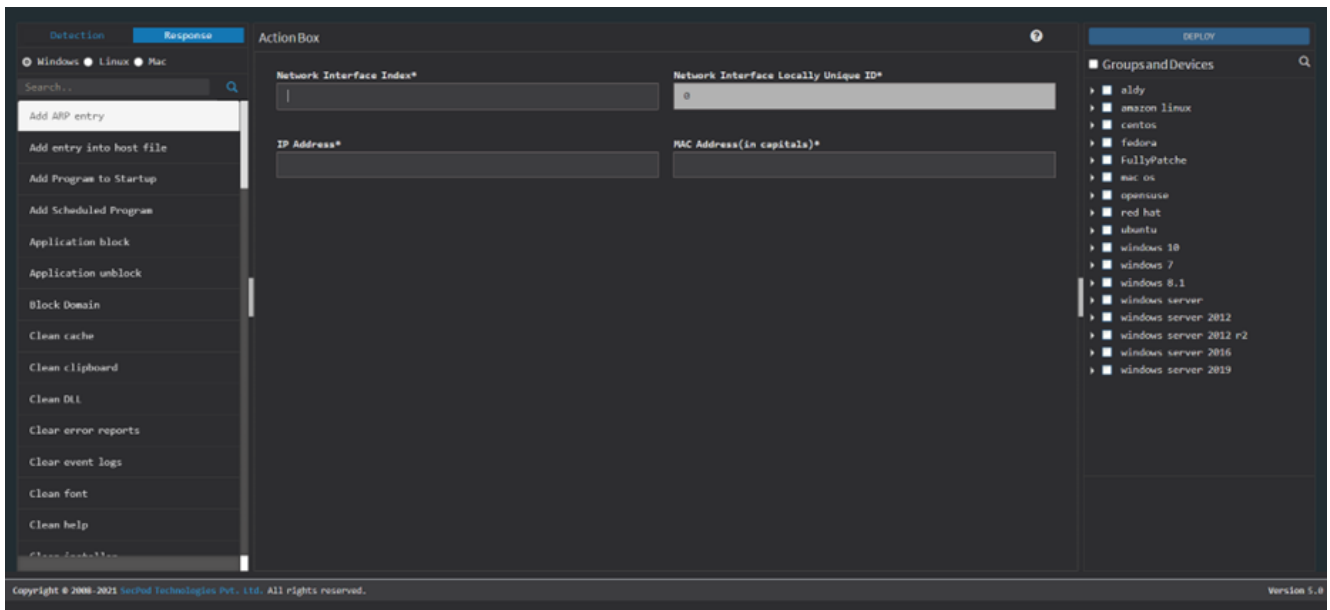 Detection Response
Windows Linux Mac
Search..
Add ARP entry
Add entry into host file
Add Program to Startup
Add Scheduled Program
Application block
Application unblock
Block Domain
Clean cache
Clean clipboard
Clean DLL
Clear error reports
Clear event logs
Clean font
Clean help
Clean installer
Action Box
?
Network Interface Index*
Network Interface Locally Unique ID*
0
IP Address*
MAC Address(in capitals)*
DEPLOY
Groups and Devices
aldy
amazon linux
centos
fedora
FullyPatche
mac os
opensuse
red hat
ubuntu
windows 10
windows 7
windows 8.1
windows server
windows server 2012
windows server 2012 r2
windows server 2016
windows server 2019
Copyright © 2008-2021 SecPod Technologies Pvt. Ltd. All rights reserved.
Version 5.0